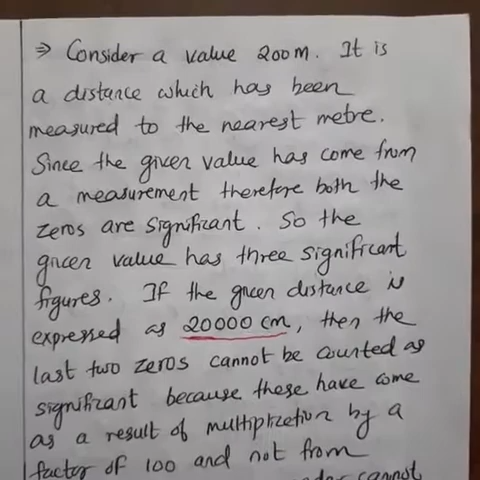 ⇒ Consider a value 200m. It is
a distance which has been
measured to the nearest metre.
Since the given value has come from
a measurement therefore both the
zeros are significant. So the
given value has three significant
figures. If the given distance is
expressed as 20000 cm, then the
last two zeros cannot be counted as
significant because these have come
as a result of multiplication by a
factor of 100 and not from
cannot